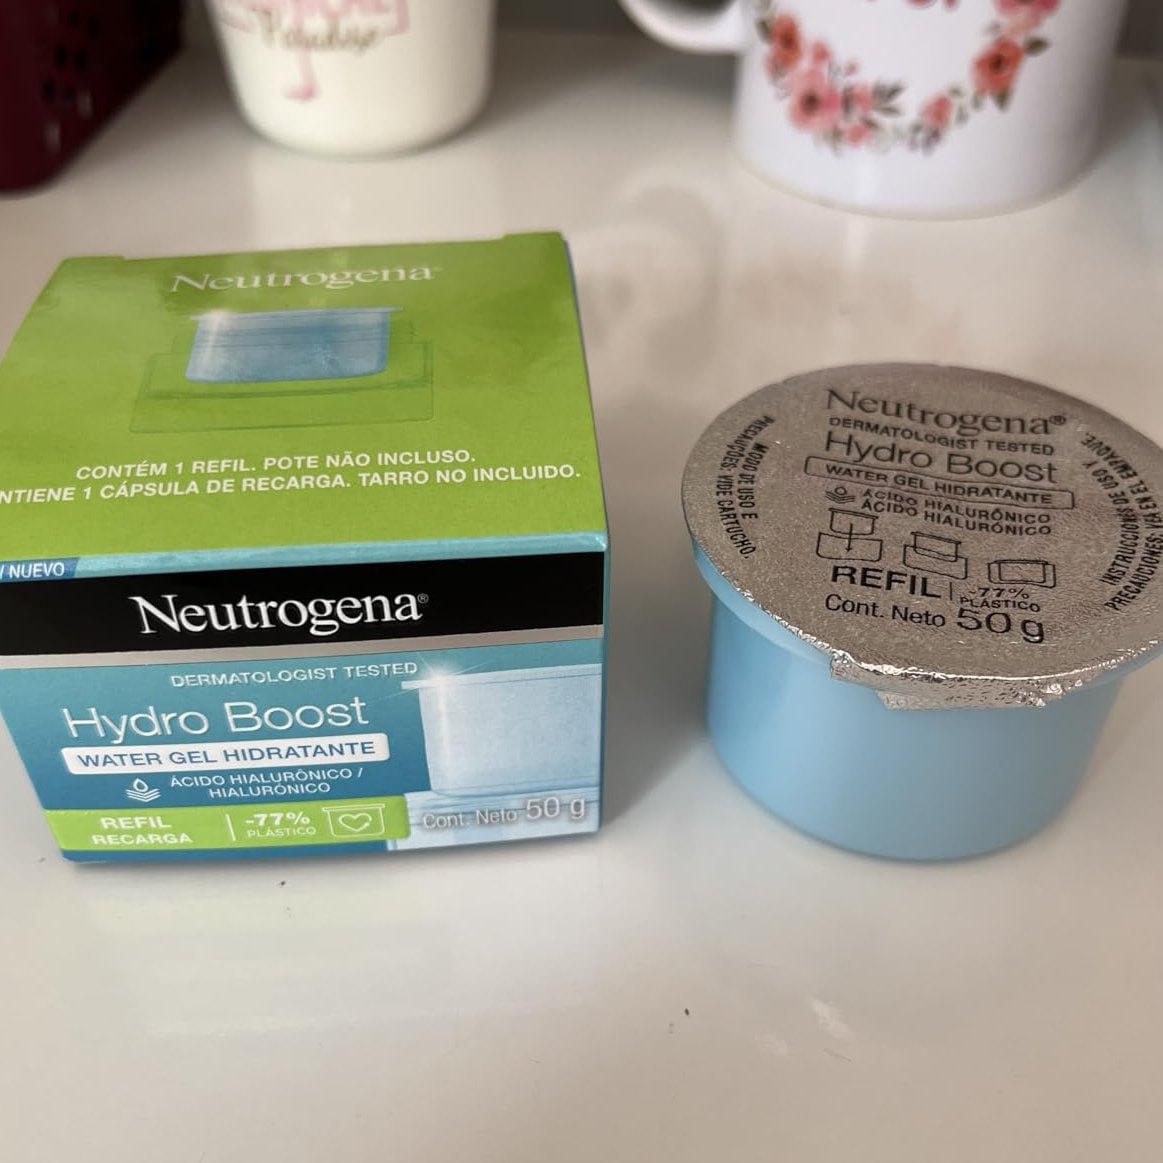 Paradise
Neutrogena
CONTÉM 1 REFIL. POTE NÃO INCLUSO.
NTIENE 1 CÁPSULA DE RECARGA. TARRO NO INCLUIDO.
/ NUEVO
Neutrogena®
DERMATOLOGIST TESTED
Hydro Boost
WATER GEL HIDRATANTE
ÁCIDO HIALURÔNICO /
HIALURÓNICO
REFIL
RECARGA
-77%
PLÁSTICO
Cont. Neto 50 g
Neutrogena®
DERMATOLOGIST TESTED
Hydro Boost
WATER GEL HIDRATANTE
ÁCIDO HIALURÔNICO
ÁCIDO HIALURÓNICO
REFIL
-77%
PLÁSTICO
Cont. Neto 50 g
MODO DE USO E
PRECAUÇÕES: VIDE CARTUCHO.
INSTRUCCIONES DE USO Y
PRECAUCIONES: VEA EN EL EMPAQUE.